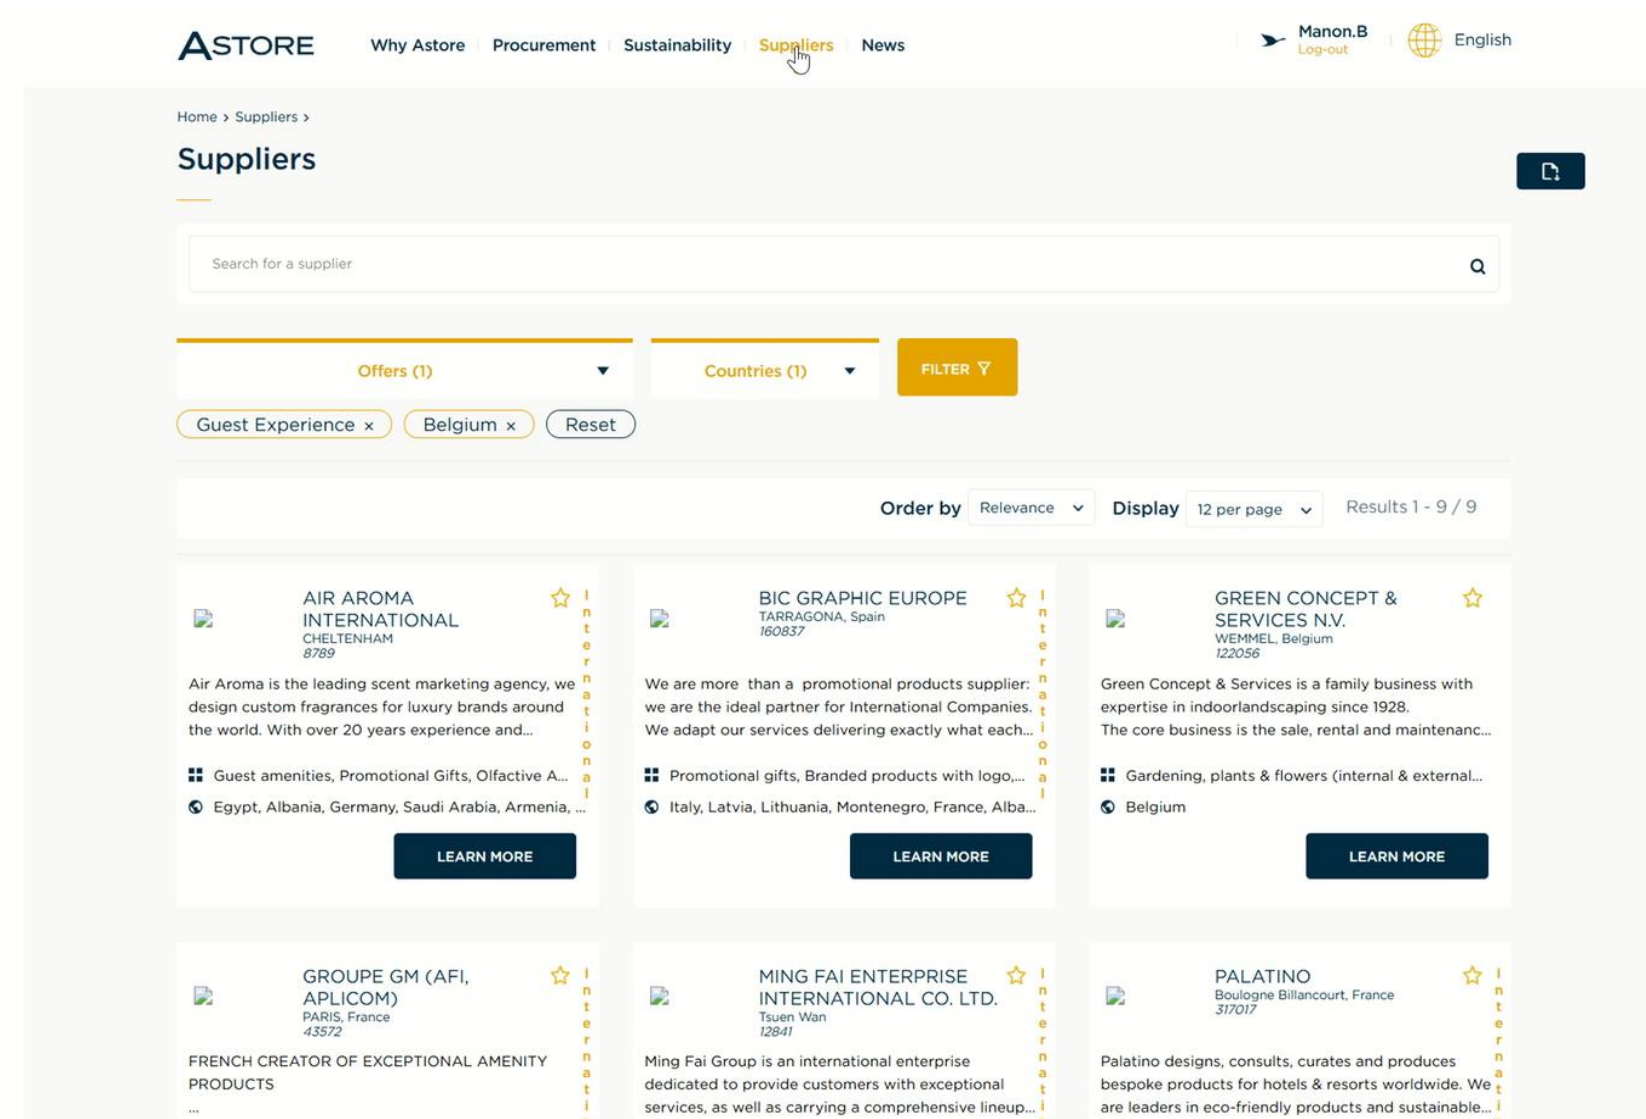 ASTORE
Why Astore
Procurement
Sustainability
Suppliers
News
Manon.B
Log-out
English
Home > Suppliers >
Suppliers
Search for a supplier
Offers (1)
Countries (1)
FILTER
Guest Experience ×
Belgium ×
Reset
Order by
Relevance
Display
12 per page
Results 1 - 9 / 9
AIR AROMA
INTERNATIONAL
CHELTENHAM
8789
International
Air Aroma is the leading scent marketing agency, we
design custom fragrances for luxury brands around
the world. With over 20 years experience and...
Guest amenities, Promotional Gifts, Olfactive A...
Egypt, Albania, Germany, Saudi Arabia, Armenia, ...
LEARN MORE
BIC GRAPHIC EUROPE
TARRAGONA, Spain
160837
International
We are more than a promotional products supplier:
we are the ideal partner for International Companies.
We adapt our services delivering exactly what each...
Promotional gifts, Branded products with logo,...
Italy, Latvia, Lithuania, Montenegro, France, Alba...
LEARN MORE
GREEN CONCEPT &
SERVICES N.V.
WEMMEL, Belgium
122056
Green Concept & Services is a family business with
expertise in indoorlandscaping since 1928.
The core business is the sale, rental and maintenanc...
Gardening, plants & flowers (internal & external...
Belgium
LEARN MORE
GROUPE GM (AFI,
APLICOM)
PARIS, France
43572
Internati
FRENCH CREATOR OF EXCEPTIONAL AMENITY
PRODUCTS
...
MING FAI ENTERPRISE
INTERNATIONAL CO. LTD.
Tsuen Wan
12841
Internati
Ming Fai Group is an international enterprise
dedicated to provide customers with exceptional
services, as well as carrying a comprehensive lineup...
PALATINO
Boulogne Billancourt, France
317017
Internati
Palatino designs, consults, curates and produces
bespoke products for hotels & resorts worldwide. We
are leaders in eco-friendly products and sustainable...